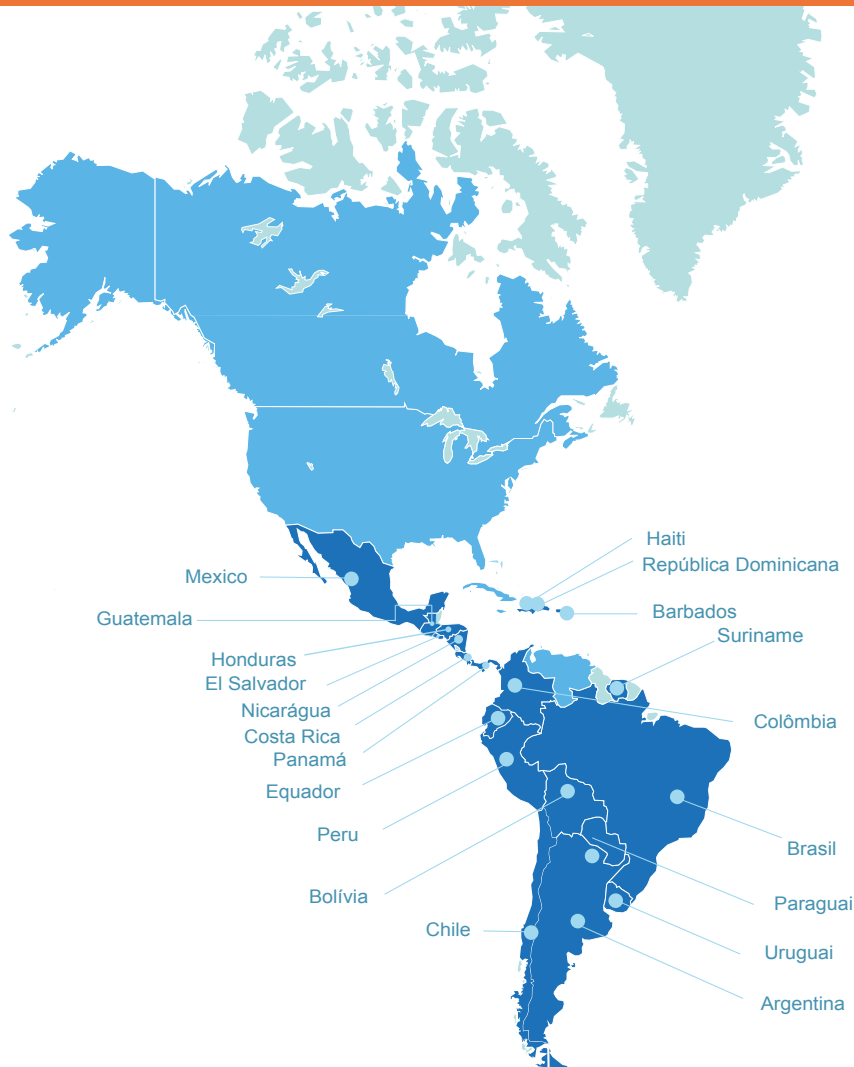 Haiti
República Dominicana
Mexico
Barbados
Guatemala
Suriname
Honduras
El Salvador
Nicarágua
Colômbia
Costa Rica
Panamá
Equador
Peru
Brasil
Bolívia
Paraguai
Chile
Uruguai
Argentina